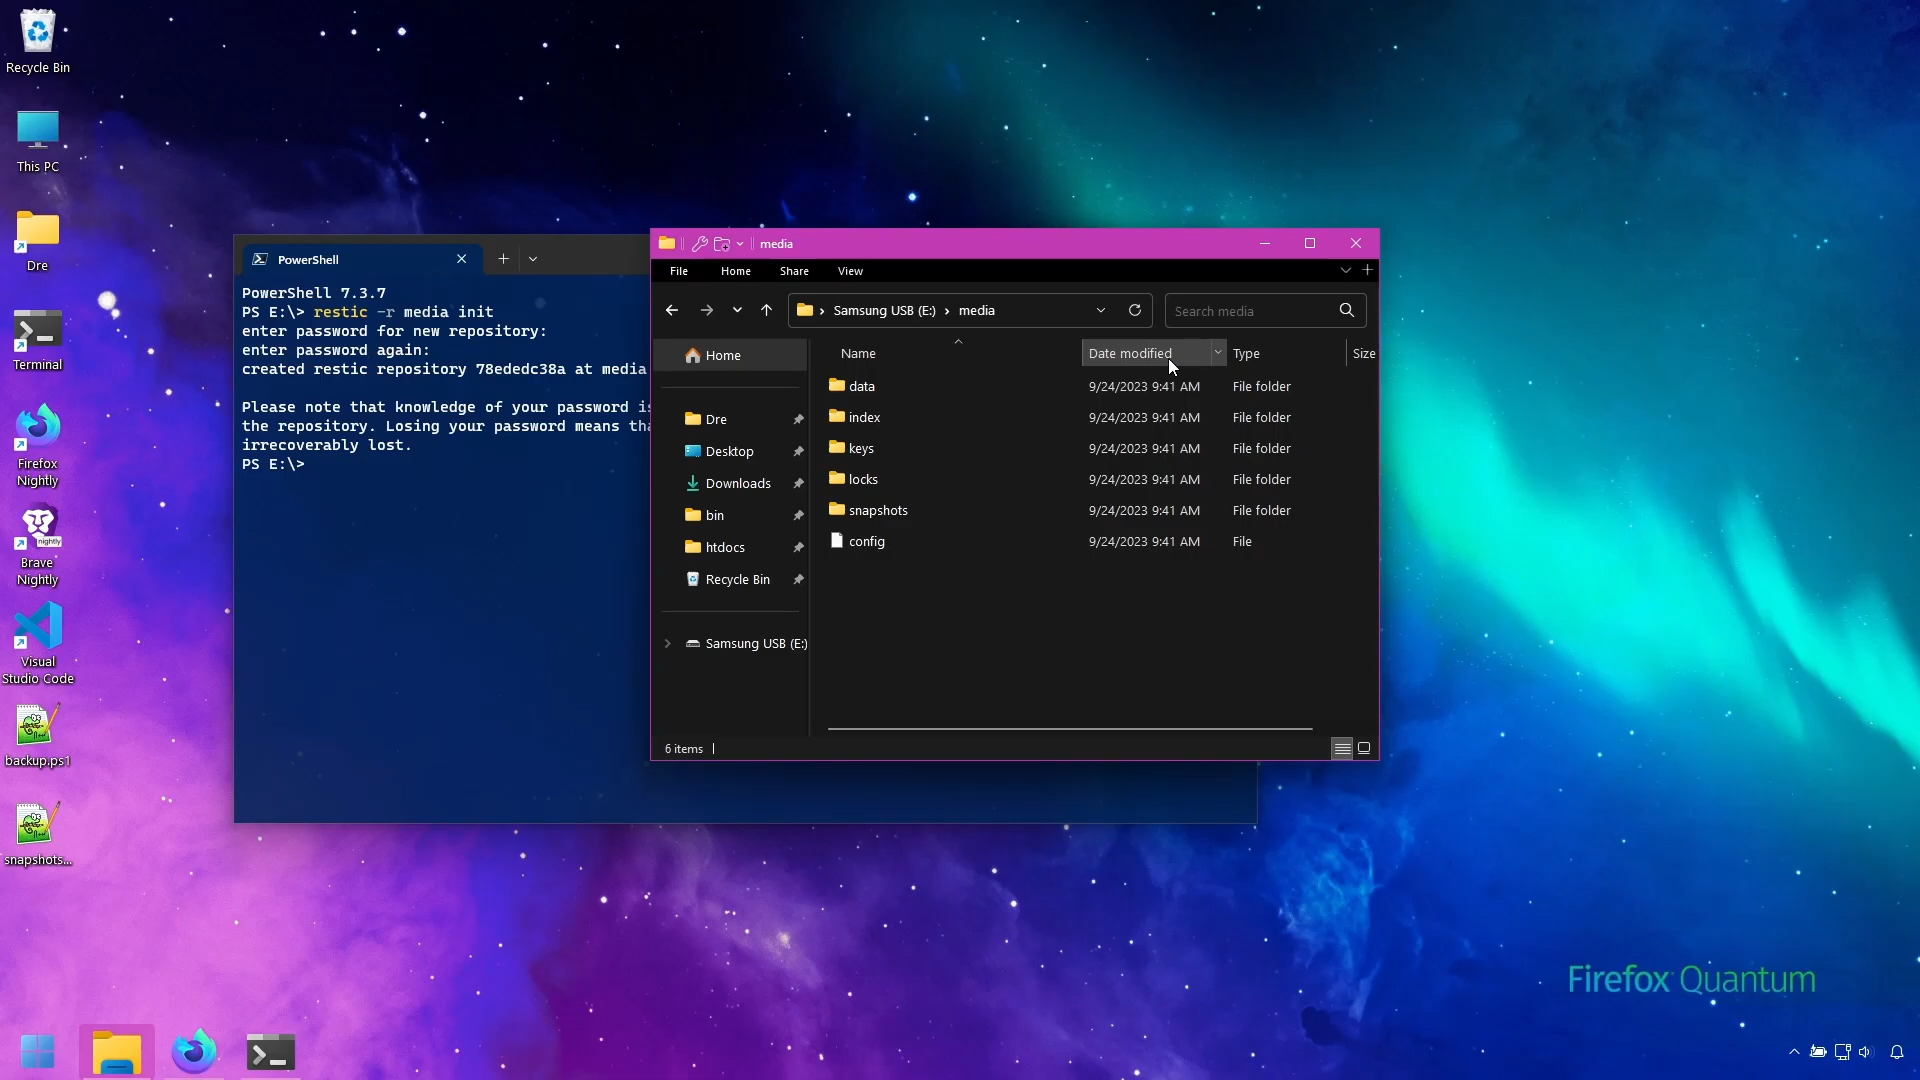 Recycle Bin
This PC
Dre
Terminal
Firefox
Nightly
nightly
Brave
Nightly
Visual
Studio Code
backup.ps1
snapshots...
PowerShell
PowerShell 7.3.7
PS E:\> restic -r media init
enter password for new repository:
enter password again:
created restic repository 78ededc38a at media
Please note that knowledge of your password is
the repository. Losing your password means tha
irrecoverably lost.
PS E:\>
media
File Home Share View
Samsung USB (E:) › media
Search media
Home
Dre
Desktop
Downloads
bin
htdocs
Recycle Bin
Samsung USB (E:)
Name Date modified Type Size
data 9/24/2023 9:41 AM File folder
index 9/24/2023 9:41 AM File folder
keys 9/24/2023 9:41 AM File folder
locks 9/24/2023 9:41 AM File folder
snapshots 9/24/2023 9:41 AM File folder
config 9/24/2023 9:41 AM File
6 items
Firefox Quantum